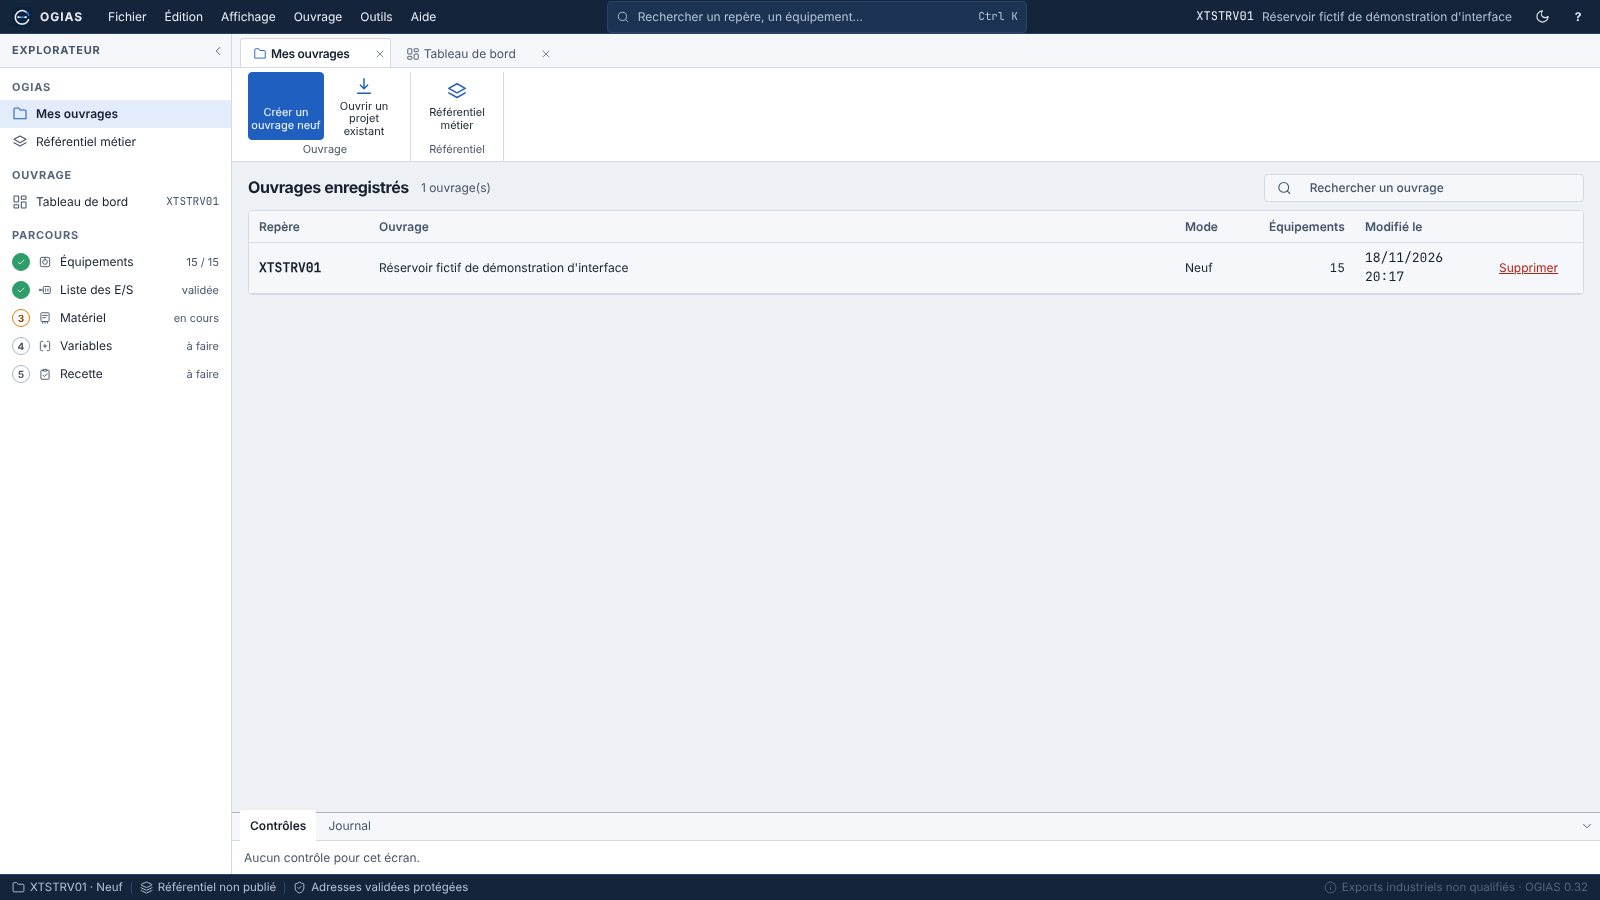 OGIAS Fichier Édition Affichage Ouvrage Outils Aide Rechercher un repère, un équipement... Ctrl K XTSTRV01 Réservoir fictif de démonstration d'interface ?
EXPLORATEUR
Mes ouvrages Tableau de bord
OGIAS
Mes ouvrages
Référentiel métier
OUVRAGE
Tableau de bord XTSTRV01
PARCOURS
Équipements 15 / 15
Liste des E/S validée
3 Matériel en cours
4 Variables à faire
5 Recette à faire
Créer un
ouvrage neuf
Ouvrir un
projet
existant
Ouvrage
Référentiel
métier
Référentiel
Ouvrages enregistrés 1 ouvrage(s) Rechercher un ouvrage
Repère Ouvrage Mode Équipements Modifié le
XTSTRV01 Réservoir fictif de démonstration d'interface Neuf 15 18/11/2026
20:17 Supprimer
Contrôles Journal
Aucun contrôle pour cet écran.
XTSTRV01 · Neuf Référentiel non publié Adresses validées protégées Exports industriels non qualifiés · OGIAS 0.32